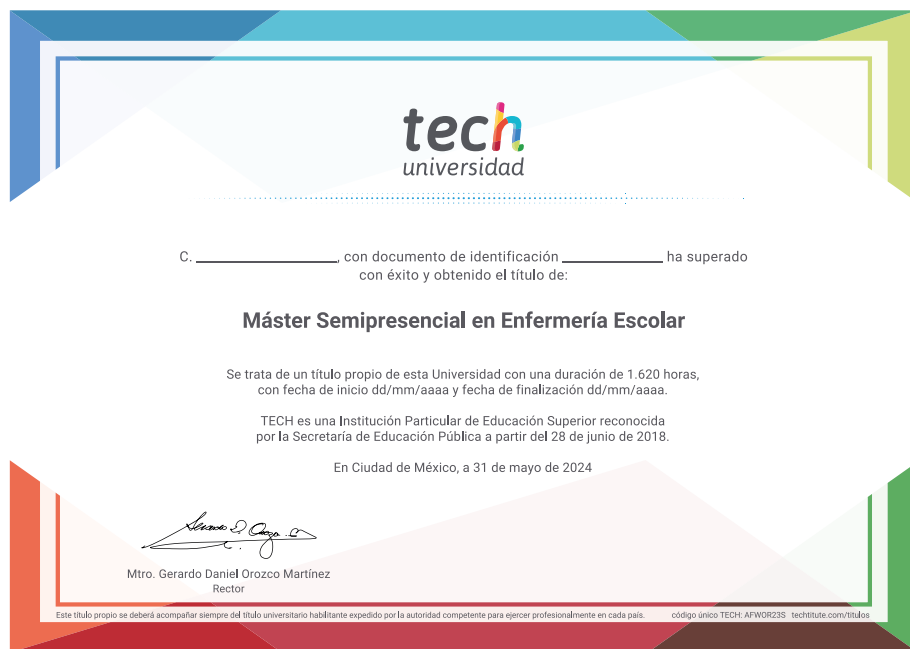 tech
universidad
C. ____________, con documento de identificación ____________ ha superado
con éxito y obtenido el título de:
Máster Semipresencial en Enfermería Escolar
Se trata de un título propio de esta Universidad con una duración de 1.620 horas,
con fecha de inicio dd/mm/aaaa y fecha de finalización dd/mm/aaaa.
TECH es una Institución Particular de Educación Superior reconocida
por la Secretaría de Educación Pública a partir del 28 de junio de 2018.
En Ciudad de México, a 31 de mayo de 2024
Mtro. Gerardo Daniel Orozco Martínez
Rector
Este título propio se deberá acompañar siempre del título universitario habilitante expedido por la autoridad competente para ejercer profesionalmente en cada país. código único TECH: AFWOR23S techtitute.com/titulos